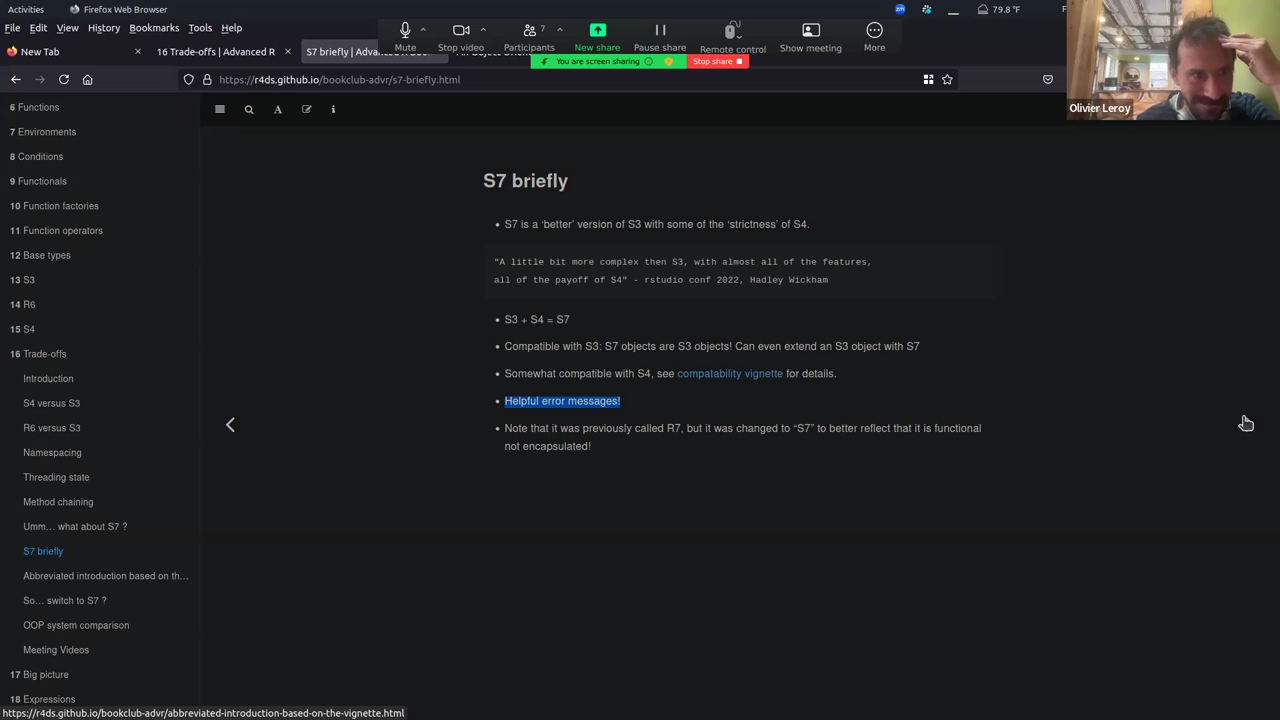 Activities
Firefox Web Browser
zm
79.8 °F
File Edit View History Bookmarks Tools Help
Mute
Stop video
7
Participants
New share
Pause share
Remote control
Show meeting
More
New Tab
16 Trade-offs | Advanced R
S7 briefly | Advanced
You are screen sharing
Stop share
https://r4ds.github.io/bookclub-advr/s7-briefly.html
Olivier Leroy
6 Functions
7 Environments
8 Conditions
9 Functionals
10 Function factories
11 Function operators
12 Base types
13 S3
14 R6
15 S4
16 Trade-offs
Introduction
S4 versus S3
R6 versus S3
Namespacing
Threading state
Method chaining
Umm… what about S7 ?
S7 briefly
Abbreviated introduction based on th…
So… switch to S7 ?
OOP system comparison
Meeting Videos
17 Big picture
18 Expressions
S7 briefly
• S7 is a ‘better’ version of S3 with some of the ‘strictness’ of S4.
"A little bit more complex then S3, with almost all of the features,
all of the payoff of S4" - rstudio conf 2022, Hadley Wickham
• S3 + S4 = S7
• Compatible with S3: S7 objects are S3 objects! Can even extend an S3 object with S7
• Somewhat compatible with S4, see compatability vignette for details.
• Helpful error messages!
• Note that it was previously called R7, but it was changed to “S7” to better reflect that it is functional
not encapsulated!
https://r4ds.github.io/bookclub-advr/abbreviated-introduction-based-on-the-vignette.html